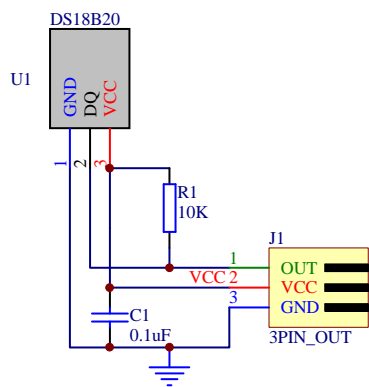 DS18B20
U1
GND
DQ
VCC
1
2
3
R1
10K
J1
1
OUT
VCC 2
VCC
3
GND
C1
0.1uF
3PIN_OUT